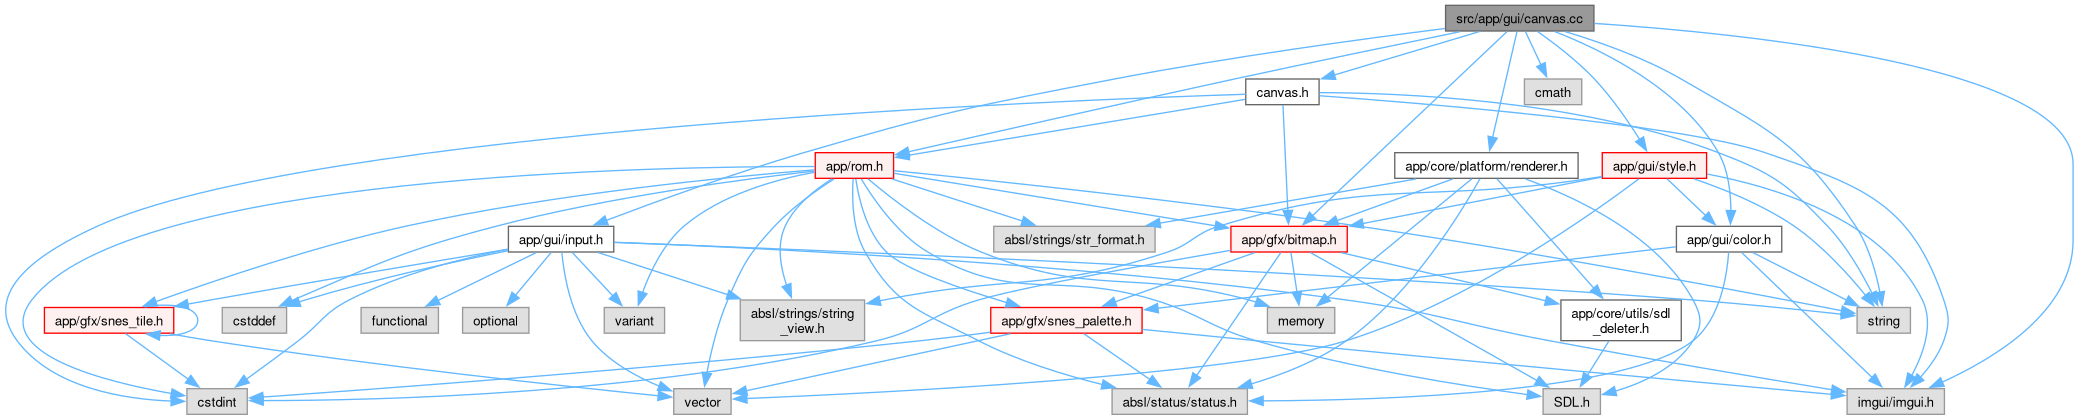 src/app/gui/canvas.cc
canvas.h
cmath
app/rom.h
app/core/platform/renderer.h
app/gui/style.h
app/gui/input.h
absl/strings/str_format.h
app/gfx/bitmap.h
app/gui/color.h
app/gfx/snes_tile.h
cstddef
functional
optional
variant
absl/strings/string
_view.h
app/gfx/snes_palette.h
memory
app/core/utils/sdl
_deleter.h
string
cstdint
vector
absl/status/status.h
SDL.h
imgui/imgui.h